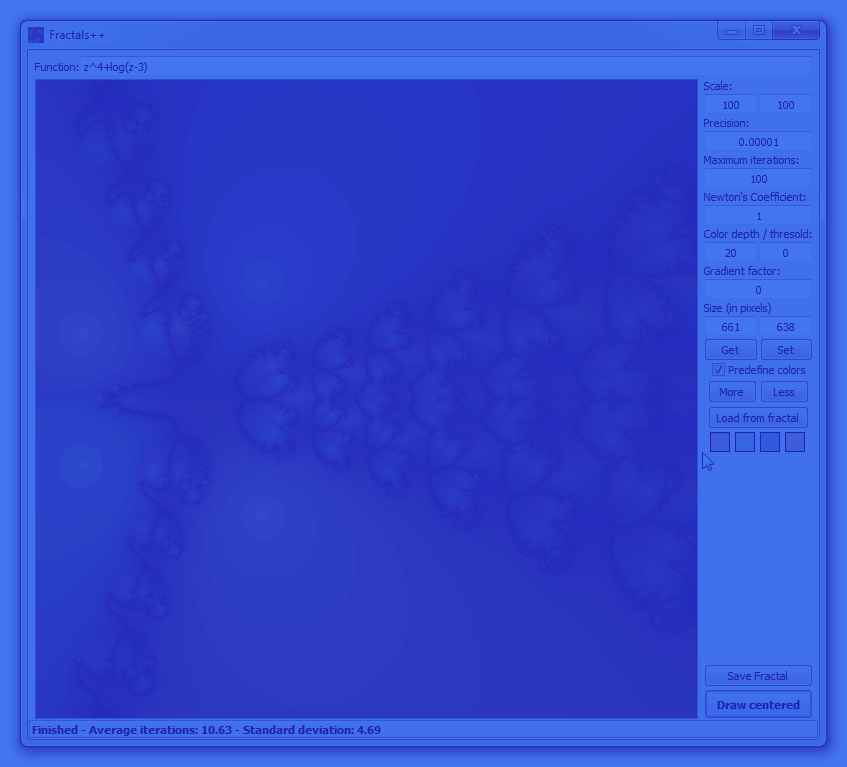 Fractals++
Function: z^4+log(z-3)
Scale:
100 100
Precision:
0.00001
Maximum iterations:
100
Newton's Coefficient:
1
Color depth / thresold:
20 0
Gradient factor:
0
Size (in pixels)
661 638
Get Set
Predefine colors
More Less
Load from fractal
Save Fractal
Draw centered
Finished - Average iterations: 10.63 - Standard deviation: 4.69